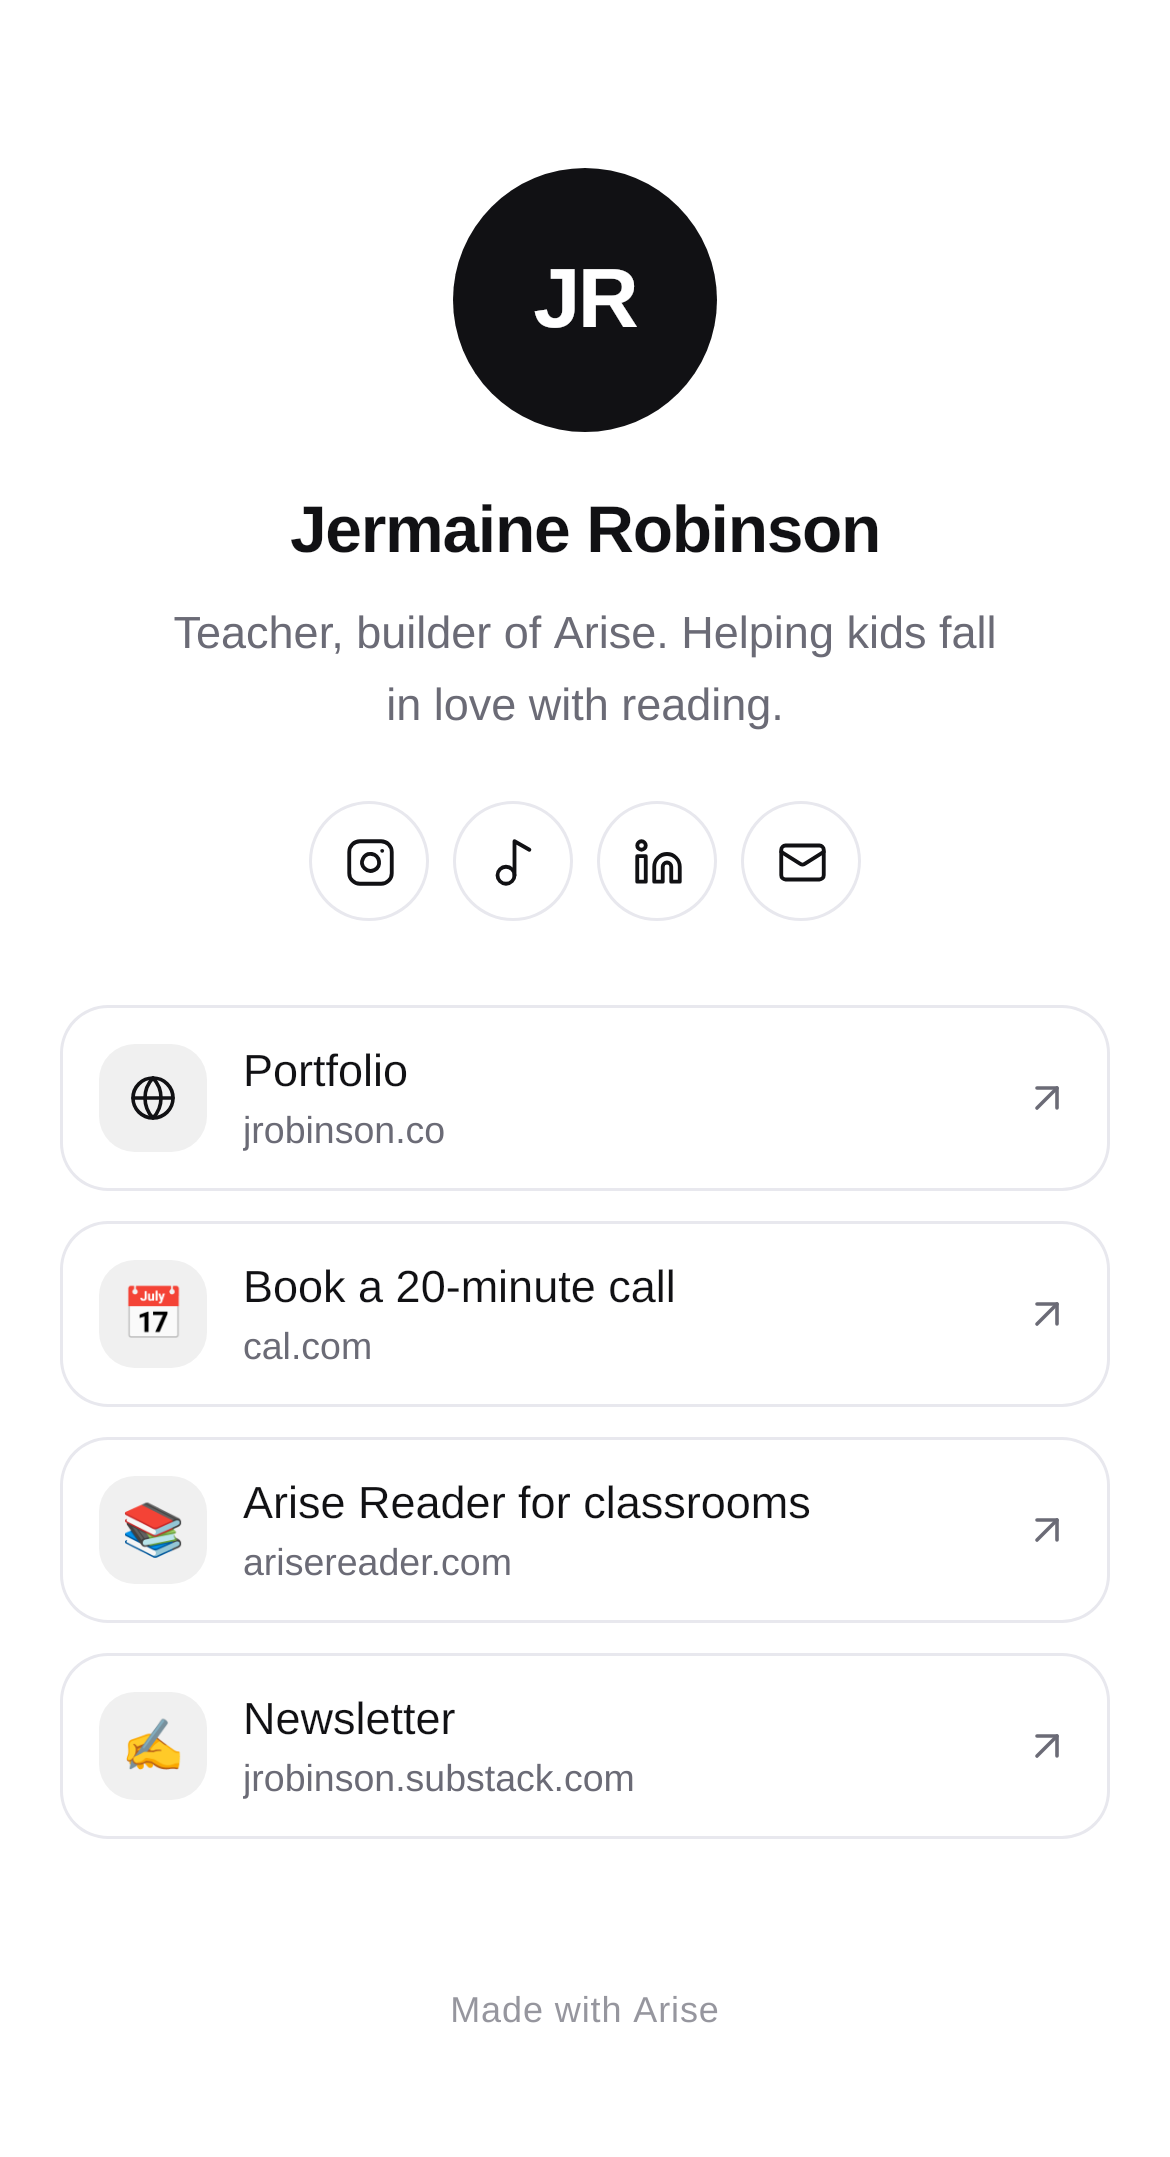 JR
Jermaine Robinson
Teacher, builder of Arise. Helping kids fall
in love with reading.
Portfolio
jrobinson.co
July
17
Book a 20-minute call
cal.com
Arise Reader for classrooms
arisereader.com
Newsletter
jrobinson.substack.com
Made with Arise